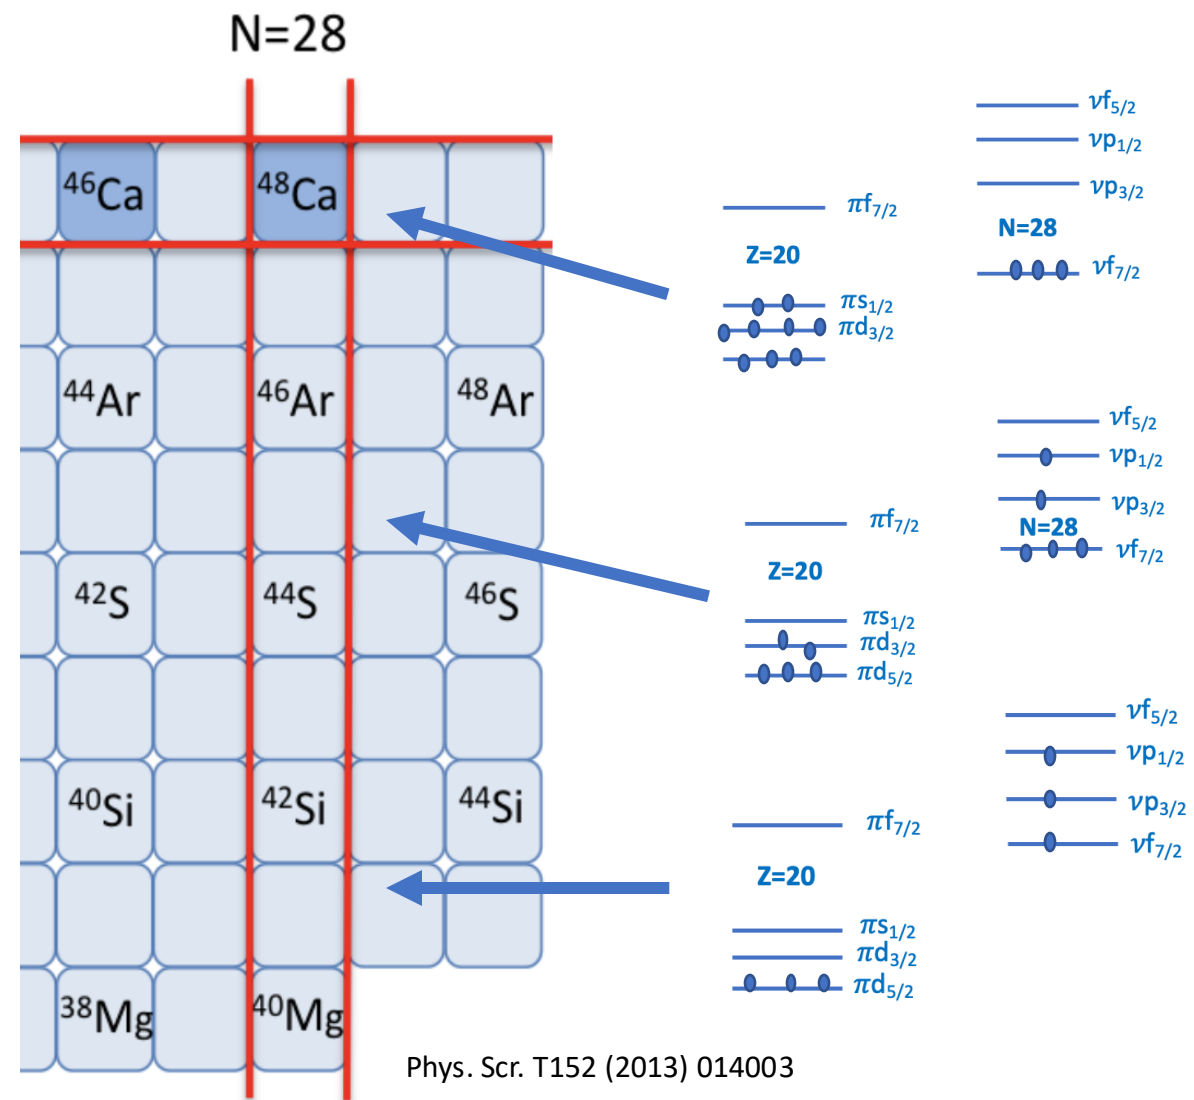 N=28
⁴⁶Ca
⁴⁸Ca
⁴⁴Ar
⁴⁶Ar
⁴⁸Ar
⁴²S
⁴⁴S
⁴⁶S
⁴⁰Si
⁴²Si
⁴⁴Si
³⁸Mg
⁴⁰Mg
πf₇/₂
Z=20
πs₁/₂
πd₃/₂
νf₅/₂
νp₁/₂
νp₃/₂
N=28
νf₇/₂
πf₇/₂
Z=20
πs₁/₂
πd₃/₂
πd₅/₂
νf₅/₂
νp₁/₂
νp₃/₂
N=28
νf₇/₂
πf₇/₂
Z=20
πs₁/₂
πd₃/₂
πd₅/₂
νf₅/₂
νp₁/₂
νp₃/₂
νf₇/₂
Phys. Scr. T152 (2013) 014003